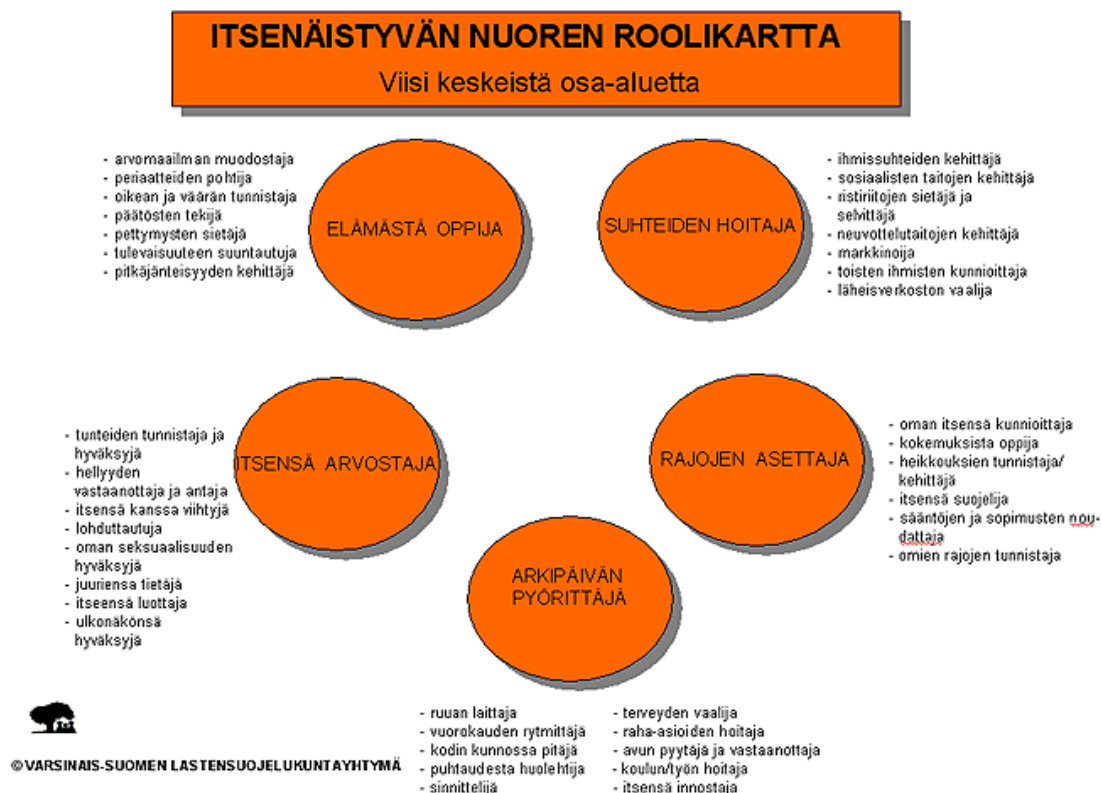 ITSENÄISTYVÄN NUOREN ROOLIKARTTA
Viisi keskeistä osa-aluetta
- arvomaailman muodostaja
- periaatteiden pohtija
- oikean ja väärän tunnistaja
- päätösten tekijä
- pettymysten sietäjä
- tulevaisuuteen suuntautuja
- pitkäjänteisyyden kehittäjä
ELÄMÄSTÄ OPPIJA
SUHTEIDEN HOITAJA
- ihmissuhteiden kehittäjä
- sosiaalisten taitojen kehittäjä
- ristiriitojen sietäjä ja
selvittäjä
- neuvottelutaitojen kehittäjä
- markkinoija
- toisten ihmisten kunnioittaja
- läheisverkoston vaalija
- tunteiden tunnistaja ja
hyväksyjä
- hellyyden
vastaanottaja ja antaja
- itsensä kanssa viihtyjä
- lohduttautuja
- oman seksuaalisuuden
hyväksyjä
- juuriensa tietäjä
- itseensä luottaja
- ulkonäkönsä
hyväksyjä
ITSENSÄ ARVOSTAJA
RAJOJEN ASETTAJA
- oman itsensä kunnioittaja
- kokemuksista oppija
- heikkouksien tunnistaja/
kehittäjä
- itsensä suojelija
- sääntöjen ja sopimusten nou-
dattaja
- omien rajojen tunnistaja
ARKIPÄIVÄN
PYÖRITTÄJÄ
- ruuan laittaja
- vuorokauden rytmittäjä
- kodin kunnossa pitäjä
- puhtaudesta huolehtija
- sinnittelijä
- terveyden vaalija
- raha-asioiden hoitaja
- avun pyytäjä ja vastaanottaja
- koulun/työn hoitaja
- itsensä innostaja
©VARSINAIS-SUOMEN LASTENSUOJELUKUNTAYHTYMÄ